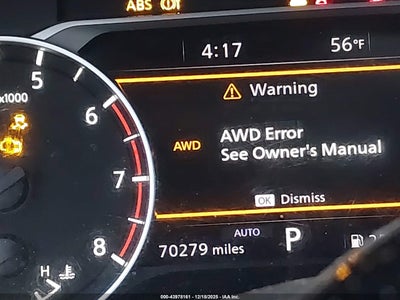 ABS
4:17 56°F
5
x1000
Warning
6
AWD AWD Error
See Owner's Manual
7
OK Dismiss
AUTO
8 70279 miles P
H
000-43978161 - 12/18/2025 - IAA Inc.